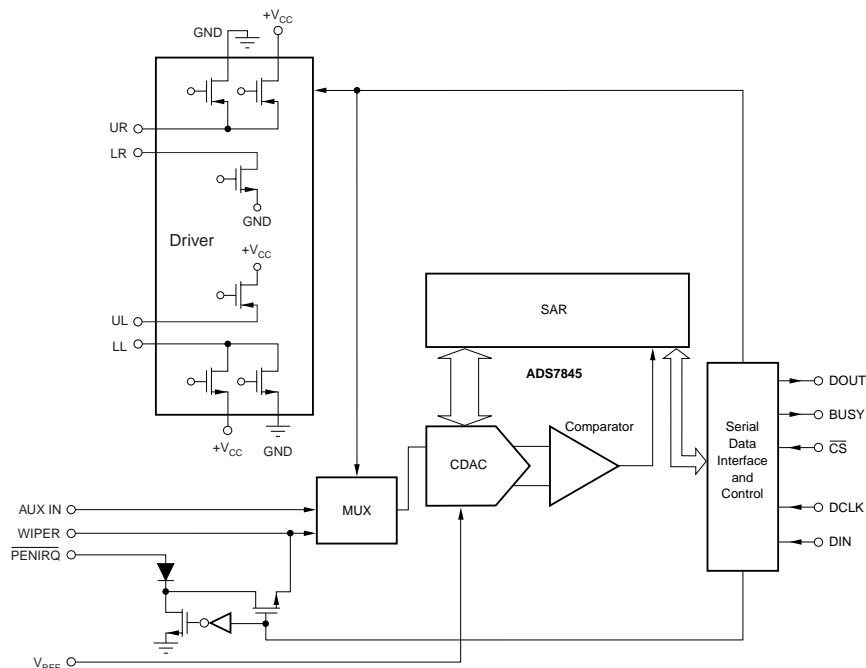 GND
+VCC
UR
LR
GND
Driver
+VCC
UL
LL
+VCC
GND
SAR
ADS7845
CDAC
Comparator
MUX
Serial
Data
Interface
and
Control
DOUT
BUSY
CS
DCLK
DIN
AUX IN
WIPER
PENIRQ
VREF